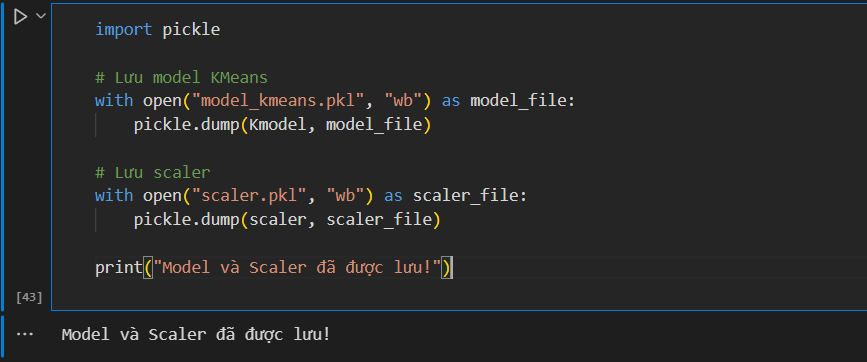 import pickle
# Lưu model KMeans
with open("model_kmeans.pkl", "wb") as model_file:
    pickle.dump(Kmodel, model_file)
# Lưu scaler
with open("scaler.pkl", "wb") as scaler_file:
    pickle.dump(scaler, scaler_file)
print("Model và Scaler đã được lưu!")
[43]
Model và Scaler đã được lưu!